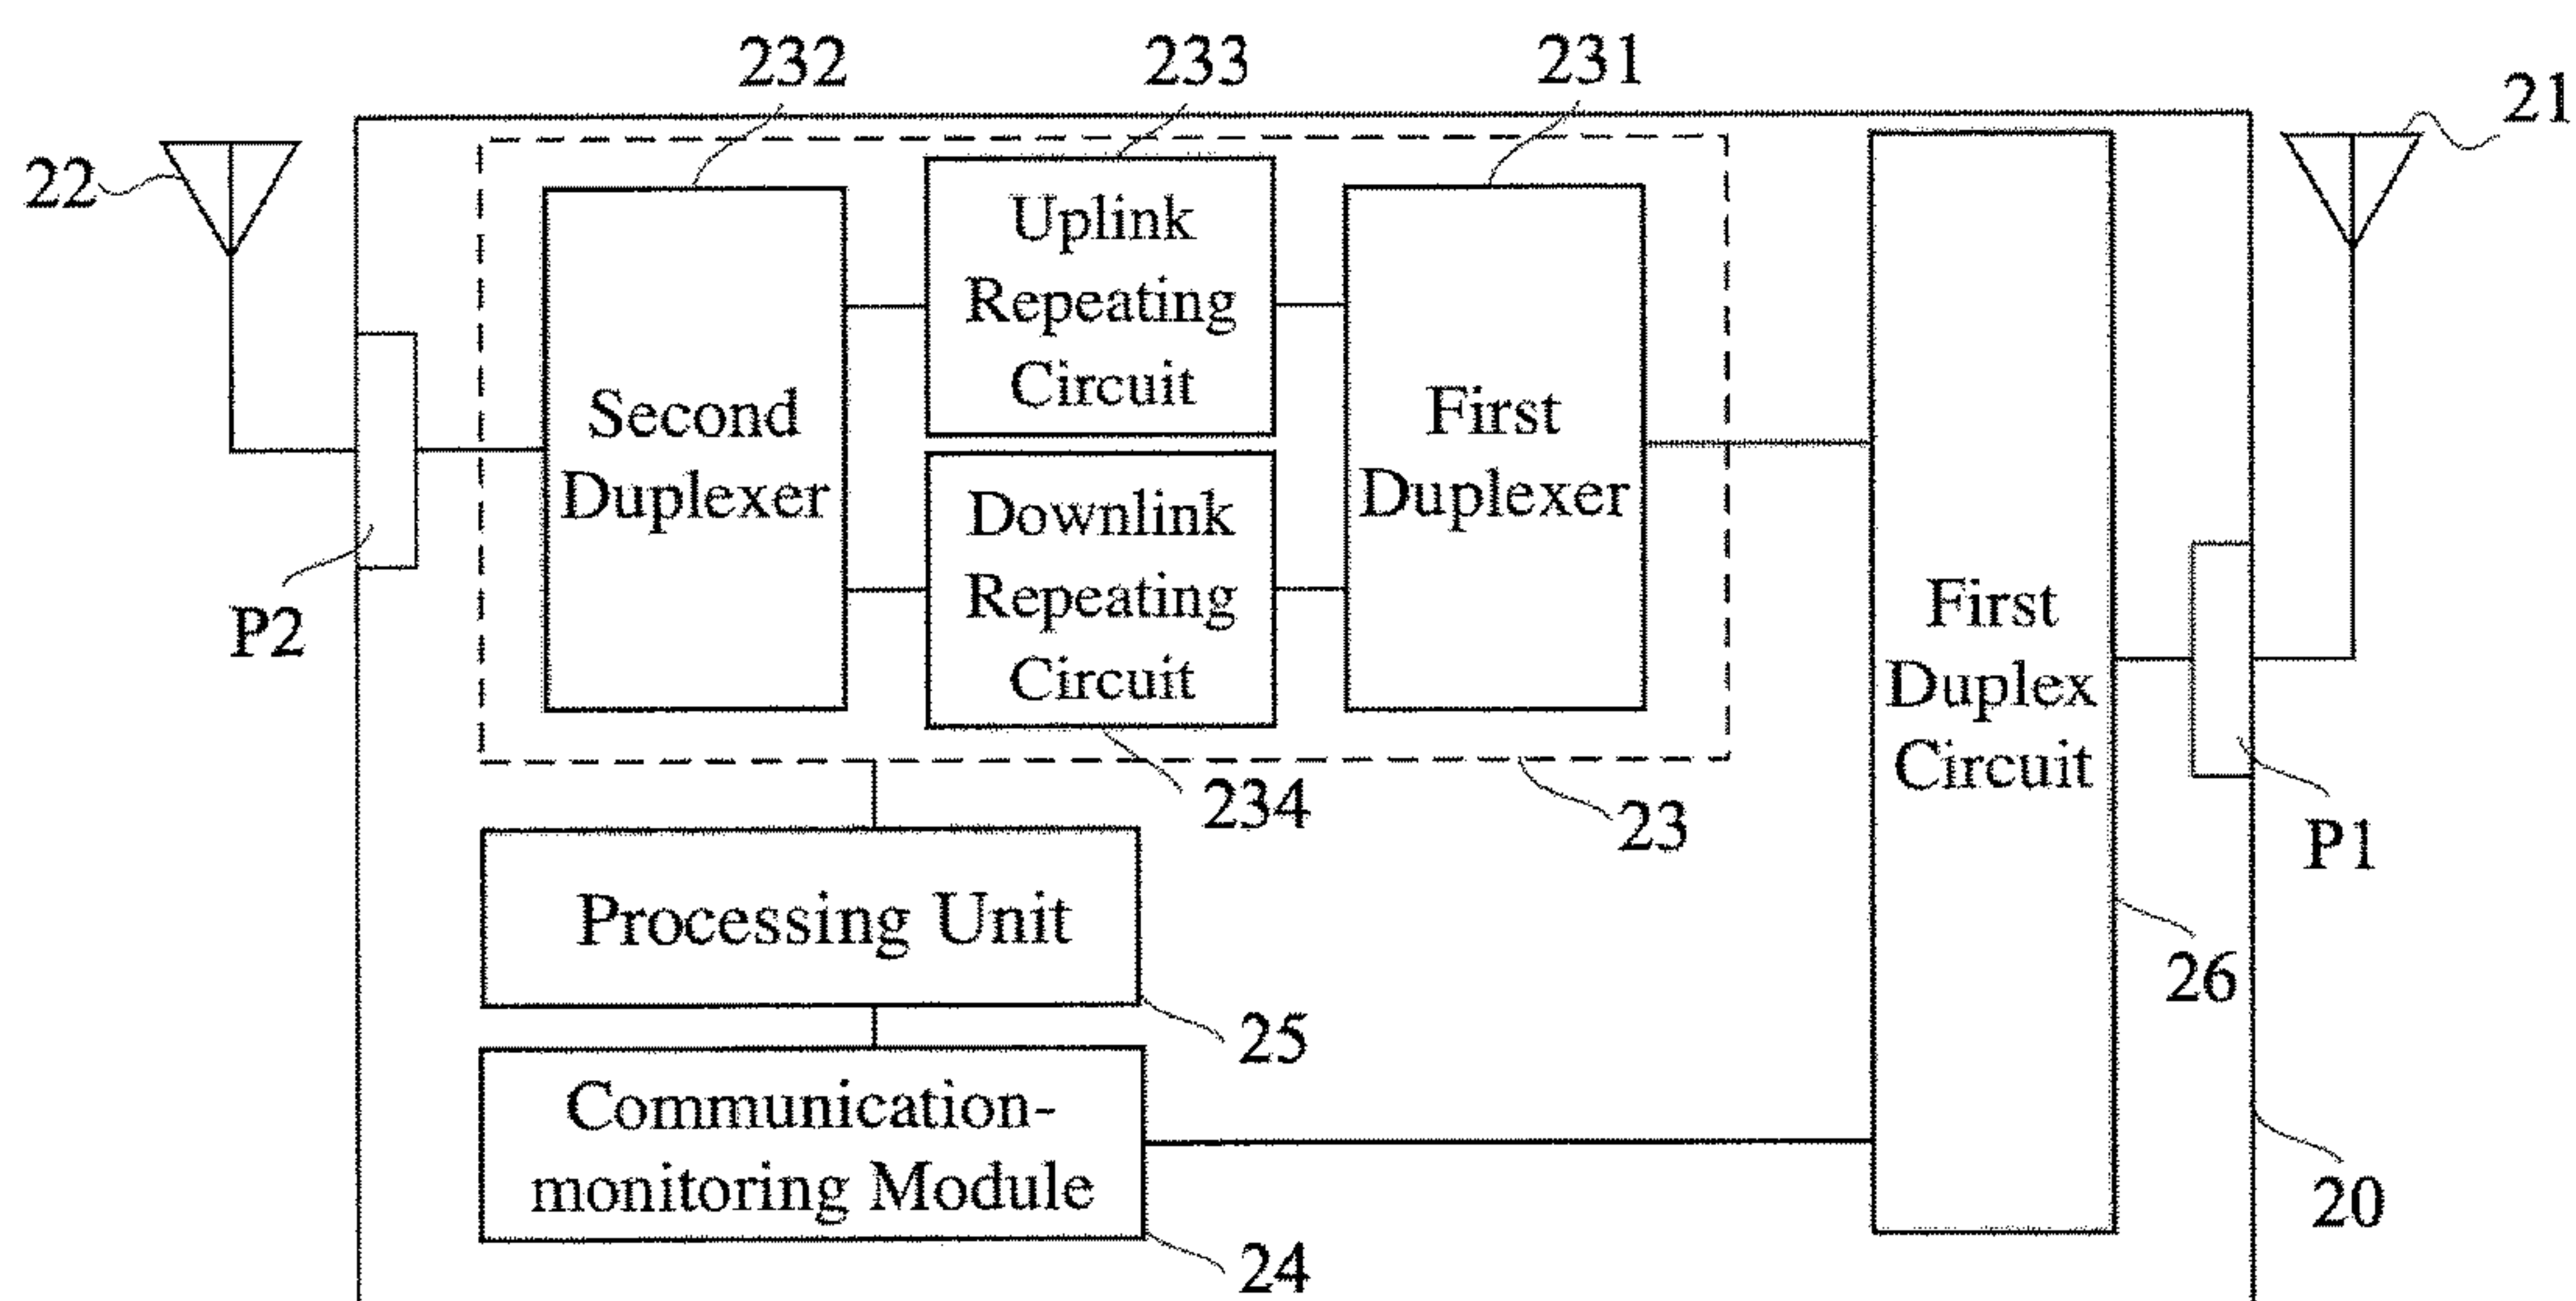 232
233
231
21
22
Uplink
Repeating
Circuit
Second
Duplexer
First
Duplexer
Downlink
Repeating
Circuit
First
Duplex
Circuit
P2
P1
234
23
Processing Unit
26
25
Communication-
monitoring Module
20
24